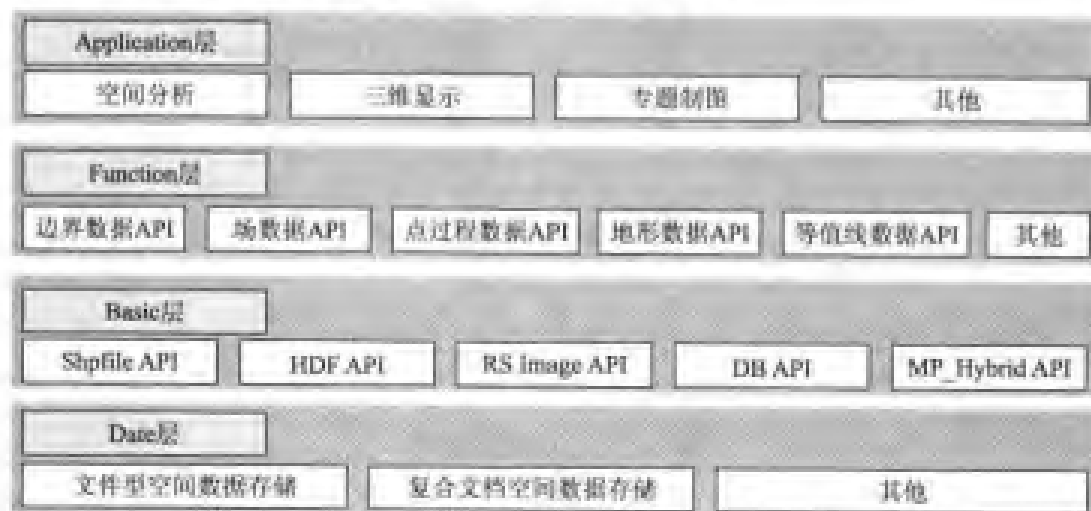 Application层
空间分析 三维显示 专题制图 其他
Function层
边界数据API 场数据API 点过程数据API 地形数据API 等值线数据API 其他
Basic层
Shpfile API HDF API RS Image API DB API MP_Hybrid API
Date层
文件型空间数据存储 复合文档空间数据存储 其他